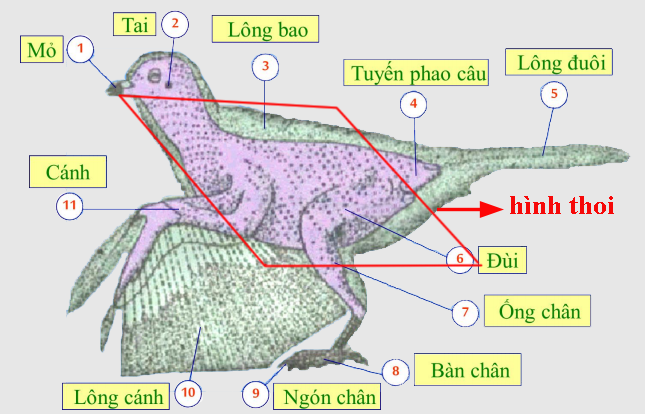 Tai 2
Lông bao
Mỏ 1
3
Tuyến phao câu
Lông đuôi
4
5
Cánh
11
hình thoi
6 Đùi
7 Ống chân
8 Bàn chân
Lông cánh 10
9 Ngón chân